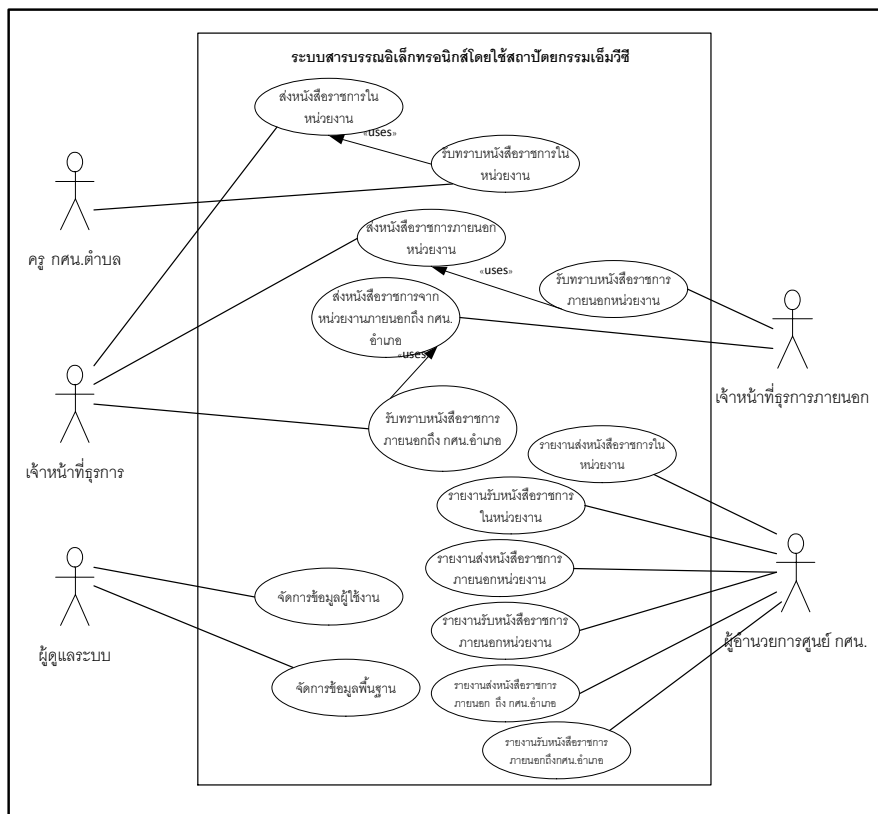 ระบบสารบรรณอิเล็กทรอนิกส์โดยใช้สถาปัตยกรรมเอ็มวีซี
ส่งหนังสือราชการใน
หน่วยงาน
«uses»
รับทราบหนังสือราชการใน
หน่วยงาน
ครู กศน.ตำบล
ส่งหนังสือราชการภายนอก
หน่วยงาน
«uses»
รับทราบหนังสือราชการ
ภายนอกหน่วยงาน
ส่งหนังสือราชการจาก
หน่วยงานภายนอกถึง กศน.
อำเภอ
«uses»
เจ้าหน้าที่ธุรการภายนอก
รับทราบหนังสือราชการ
ภายนอกถึง กศน.อำเภอ
เจ้าหน้าที่ธุรการ
รายงานส่งหนังสือราชการใน
หน่วยงาน
รายงานรับหนังสือราชการ
ในหน่วยงาน
รายงานส่งหนังสือราชการ
ภายนอกหน่วยงาน
จัดการข้อมูลผู้ใช้งาน
รายงานรับหนังสือราชการ
ภายนอกหน่วยงาน
ผู้อำนวยการศูนย์ กศน.
ผู้ดูแลระบบ
จัดการข้อมูลพื้นฐาน
รายงานส่งหนังสือราชการ
ภายนอก ถึง กศน.อำเภอ
รายงานรับหนังสือราชการ
ภายนอกถึงกศน.อำเภอ